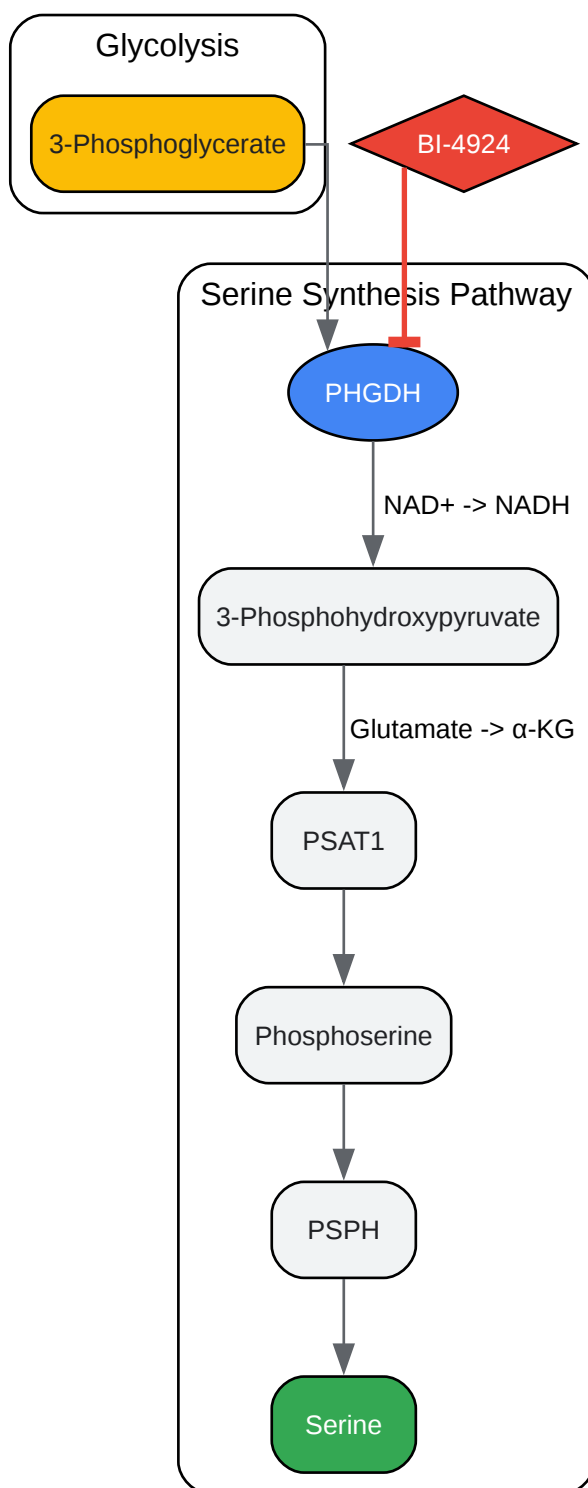 Glycolysis
3-Phosphoglycerate
BI-4924
Serine Synthesis Pathway
PHGDH
NAD+ -> NADH
3-Phosphohydroxypyruvate
Glutamate -> α-KG
PSAT1
Phosphoserine
PSPH
Serine